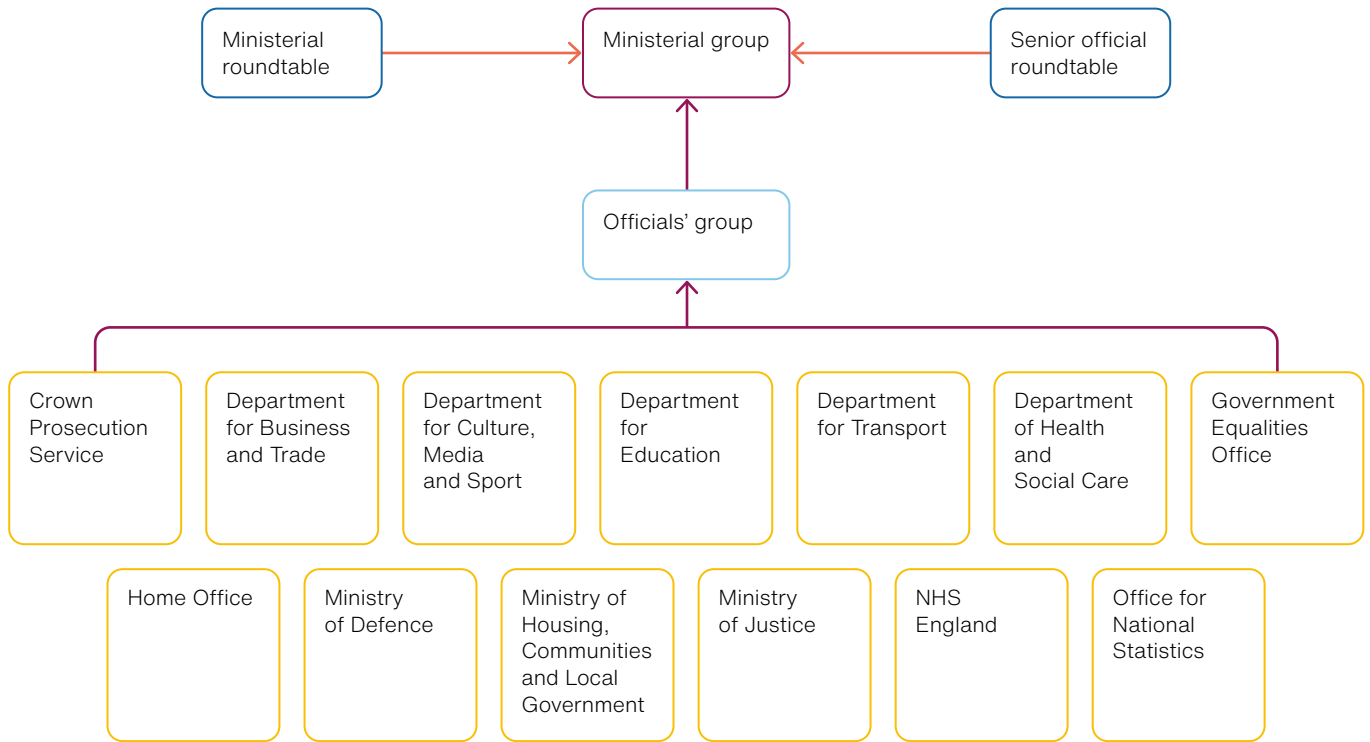 Ministerial
roundtable
Ministerial group
Senior official
roundtable
Officials’ group
Crown
Prosecution
Service
Department
for Business
and Trade
Department
for Culture,
Media
and Sport
Department
for
Education
Department
for Transport
Department
of Health
and
Social Care
Government
Equalities
Office
Home Office
Ministry
of Defence
Ministry of
Housing,
Communities
and Local
Government
Ministry
of Justice
NHS
England
Office for
National
Statistics